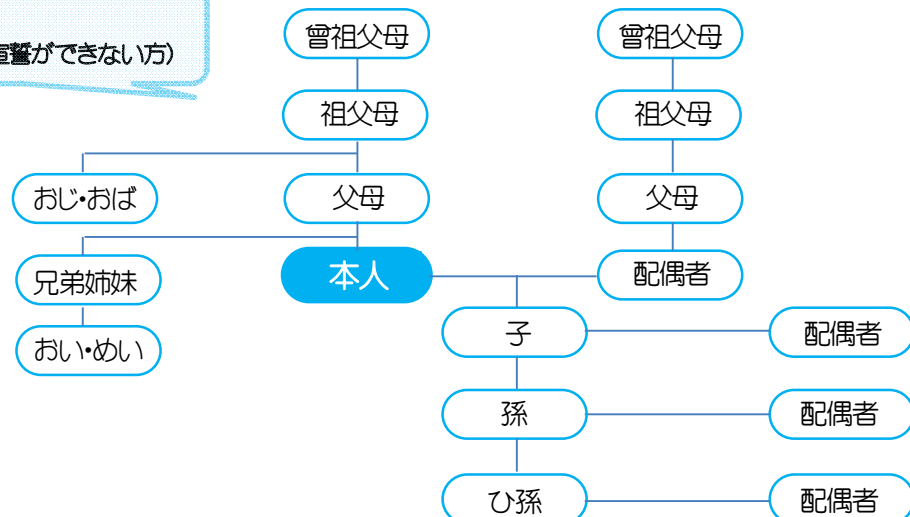 宣誓ができない方)
曾祖父母
曾祖父母
祖父母
祖父母
おじ・おば
父母
父母
兄弟姉妹
本人
配偶者
おい・めい
子
配偶者
孫
配偶者
ひ孫
配偶者